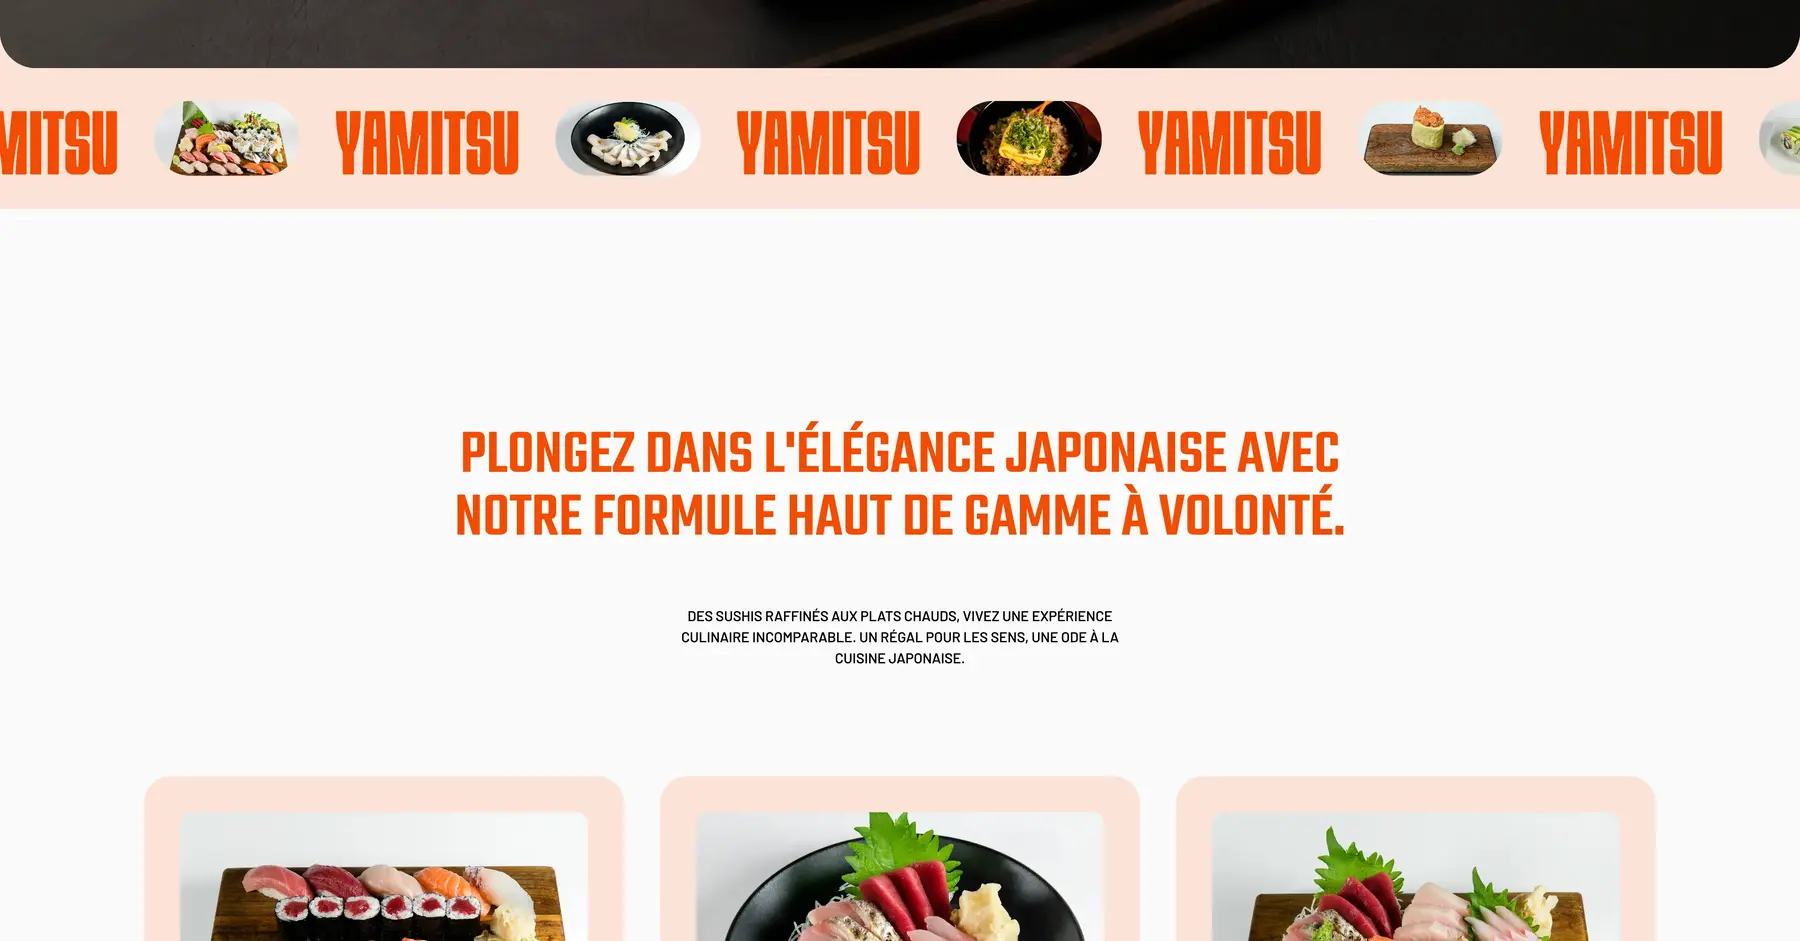 MITSU YAMITSU YAMITSU YAMITSU YAMITSU
PLONGEZ DANS L'ÉLÉGANCE JAPONAISE AVEC
NOTRE FORMULE HAUT DE GAMME À VOLONTÉ.
DES SUSHIS RAFFINÉS AUX PLATS CHAUDS, VIVEZ UNE EXPÉRIENCE
CULINAIRE INCOMPARABLE. UN RÉGAL POUR LES SENS, UNE ODE À LA
CUISINE JAPONAISE.